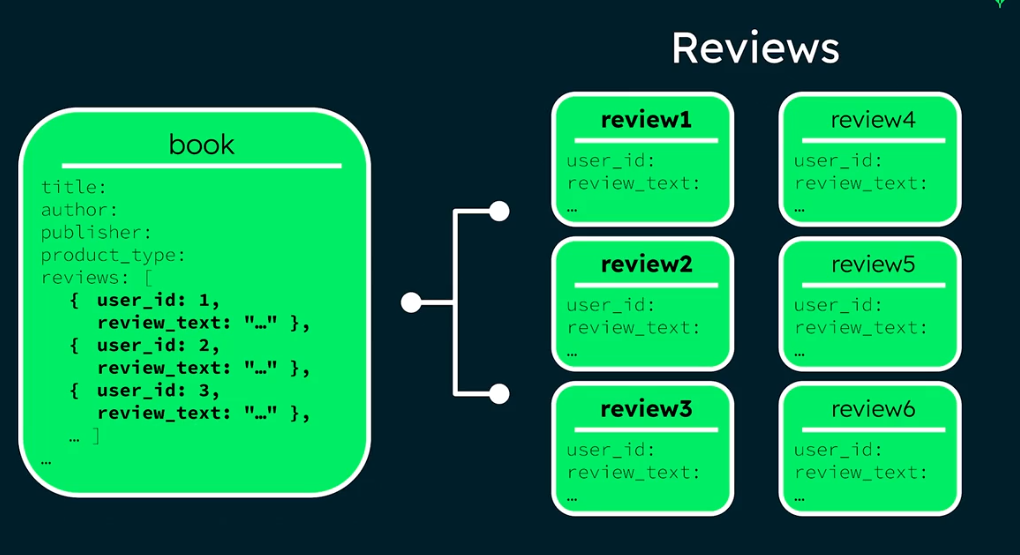 Reviews
book
title:
author:
publisher:
product_type:
reviews: [
{ user_id: 1,
review_text: "…" },
{ user_id: 2,
review_text: "…" },
{ user_id: 3,
review_text: "…" },
… ]
…
review1
user_id:
review_text:
…
review4
user_id:
review_text:
…
review2
user_id:
review_text:
…
review5
user_id:
review_text:
…
review3
user_id:
review_text:
…
review6
user_id:
review_text:
…